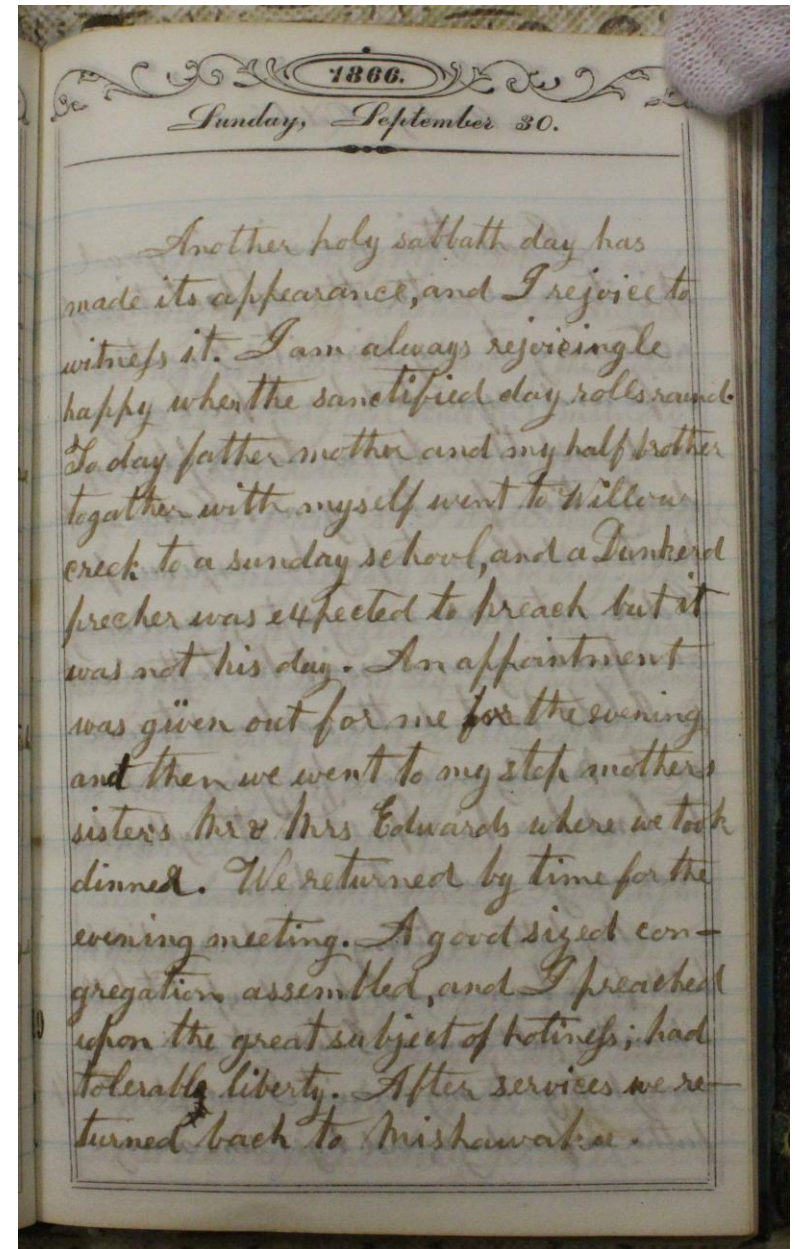 1866.
Sunday, September 30.
Another holy sabbath day has
made its appearance, and I rejoice to
witness it. I am always rejoicingle
happy when the sanctified day rolls round.
To day father mother and my half brother
togather with myself went to Willow
creek to a sunday school, and a Dunkerd
precher was expected to preach but it
was not his day. An appointment
was given out for me for the evening
and then we went to my step mothers
sisters Mr & Mrs Edwards where we took
dinner. We returned by time for the
evening meeting. A good sized con-
gregation assembled, and I preached
upon the great subject of holiness; had
tolerable liberty. After services we re-
turned back to Mishawaka.